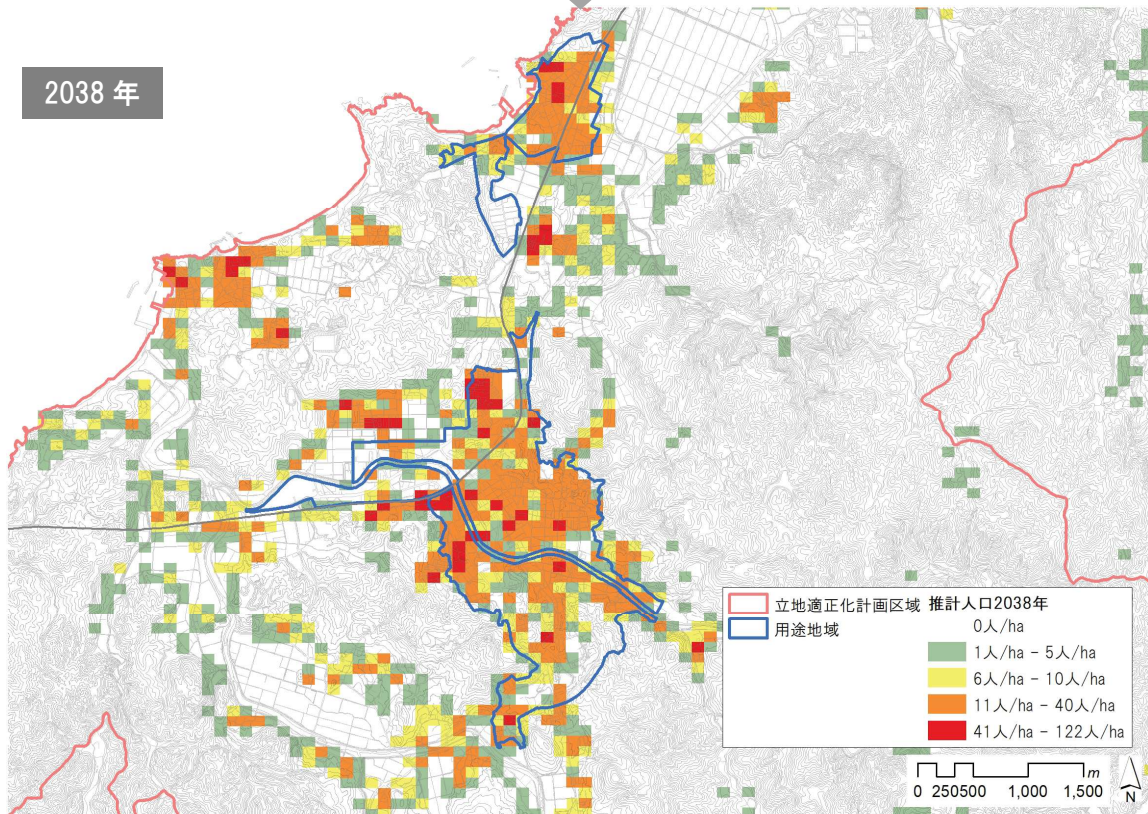 2038 年
立地適正化計画区域
用途地域
推計人口2038年
0人/ha
1人/ha - 5人/ha
6人/ha - 10人/ha
11人/ha - 40人/ha
41人/ha - 122人/ha
m
0 250500 1,000 1,500
N